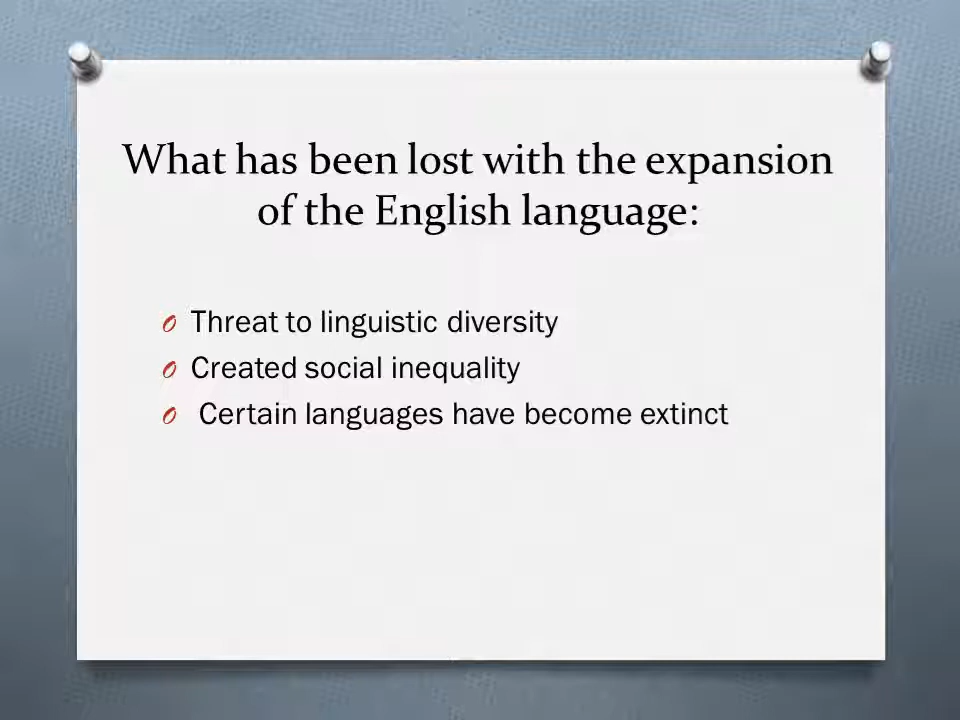 What has been lost with the expansion
of the English language:
Threat to linguistic diversity
Created social inequality
Certain languages have become extinct